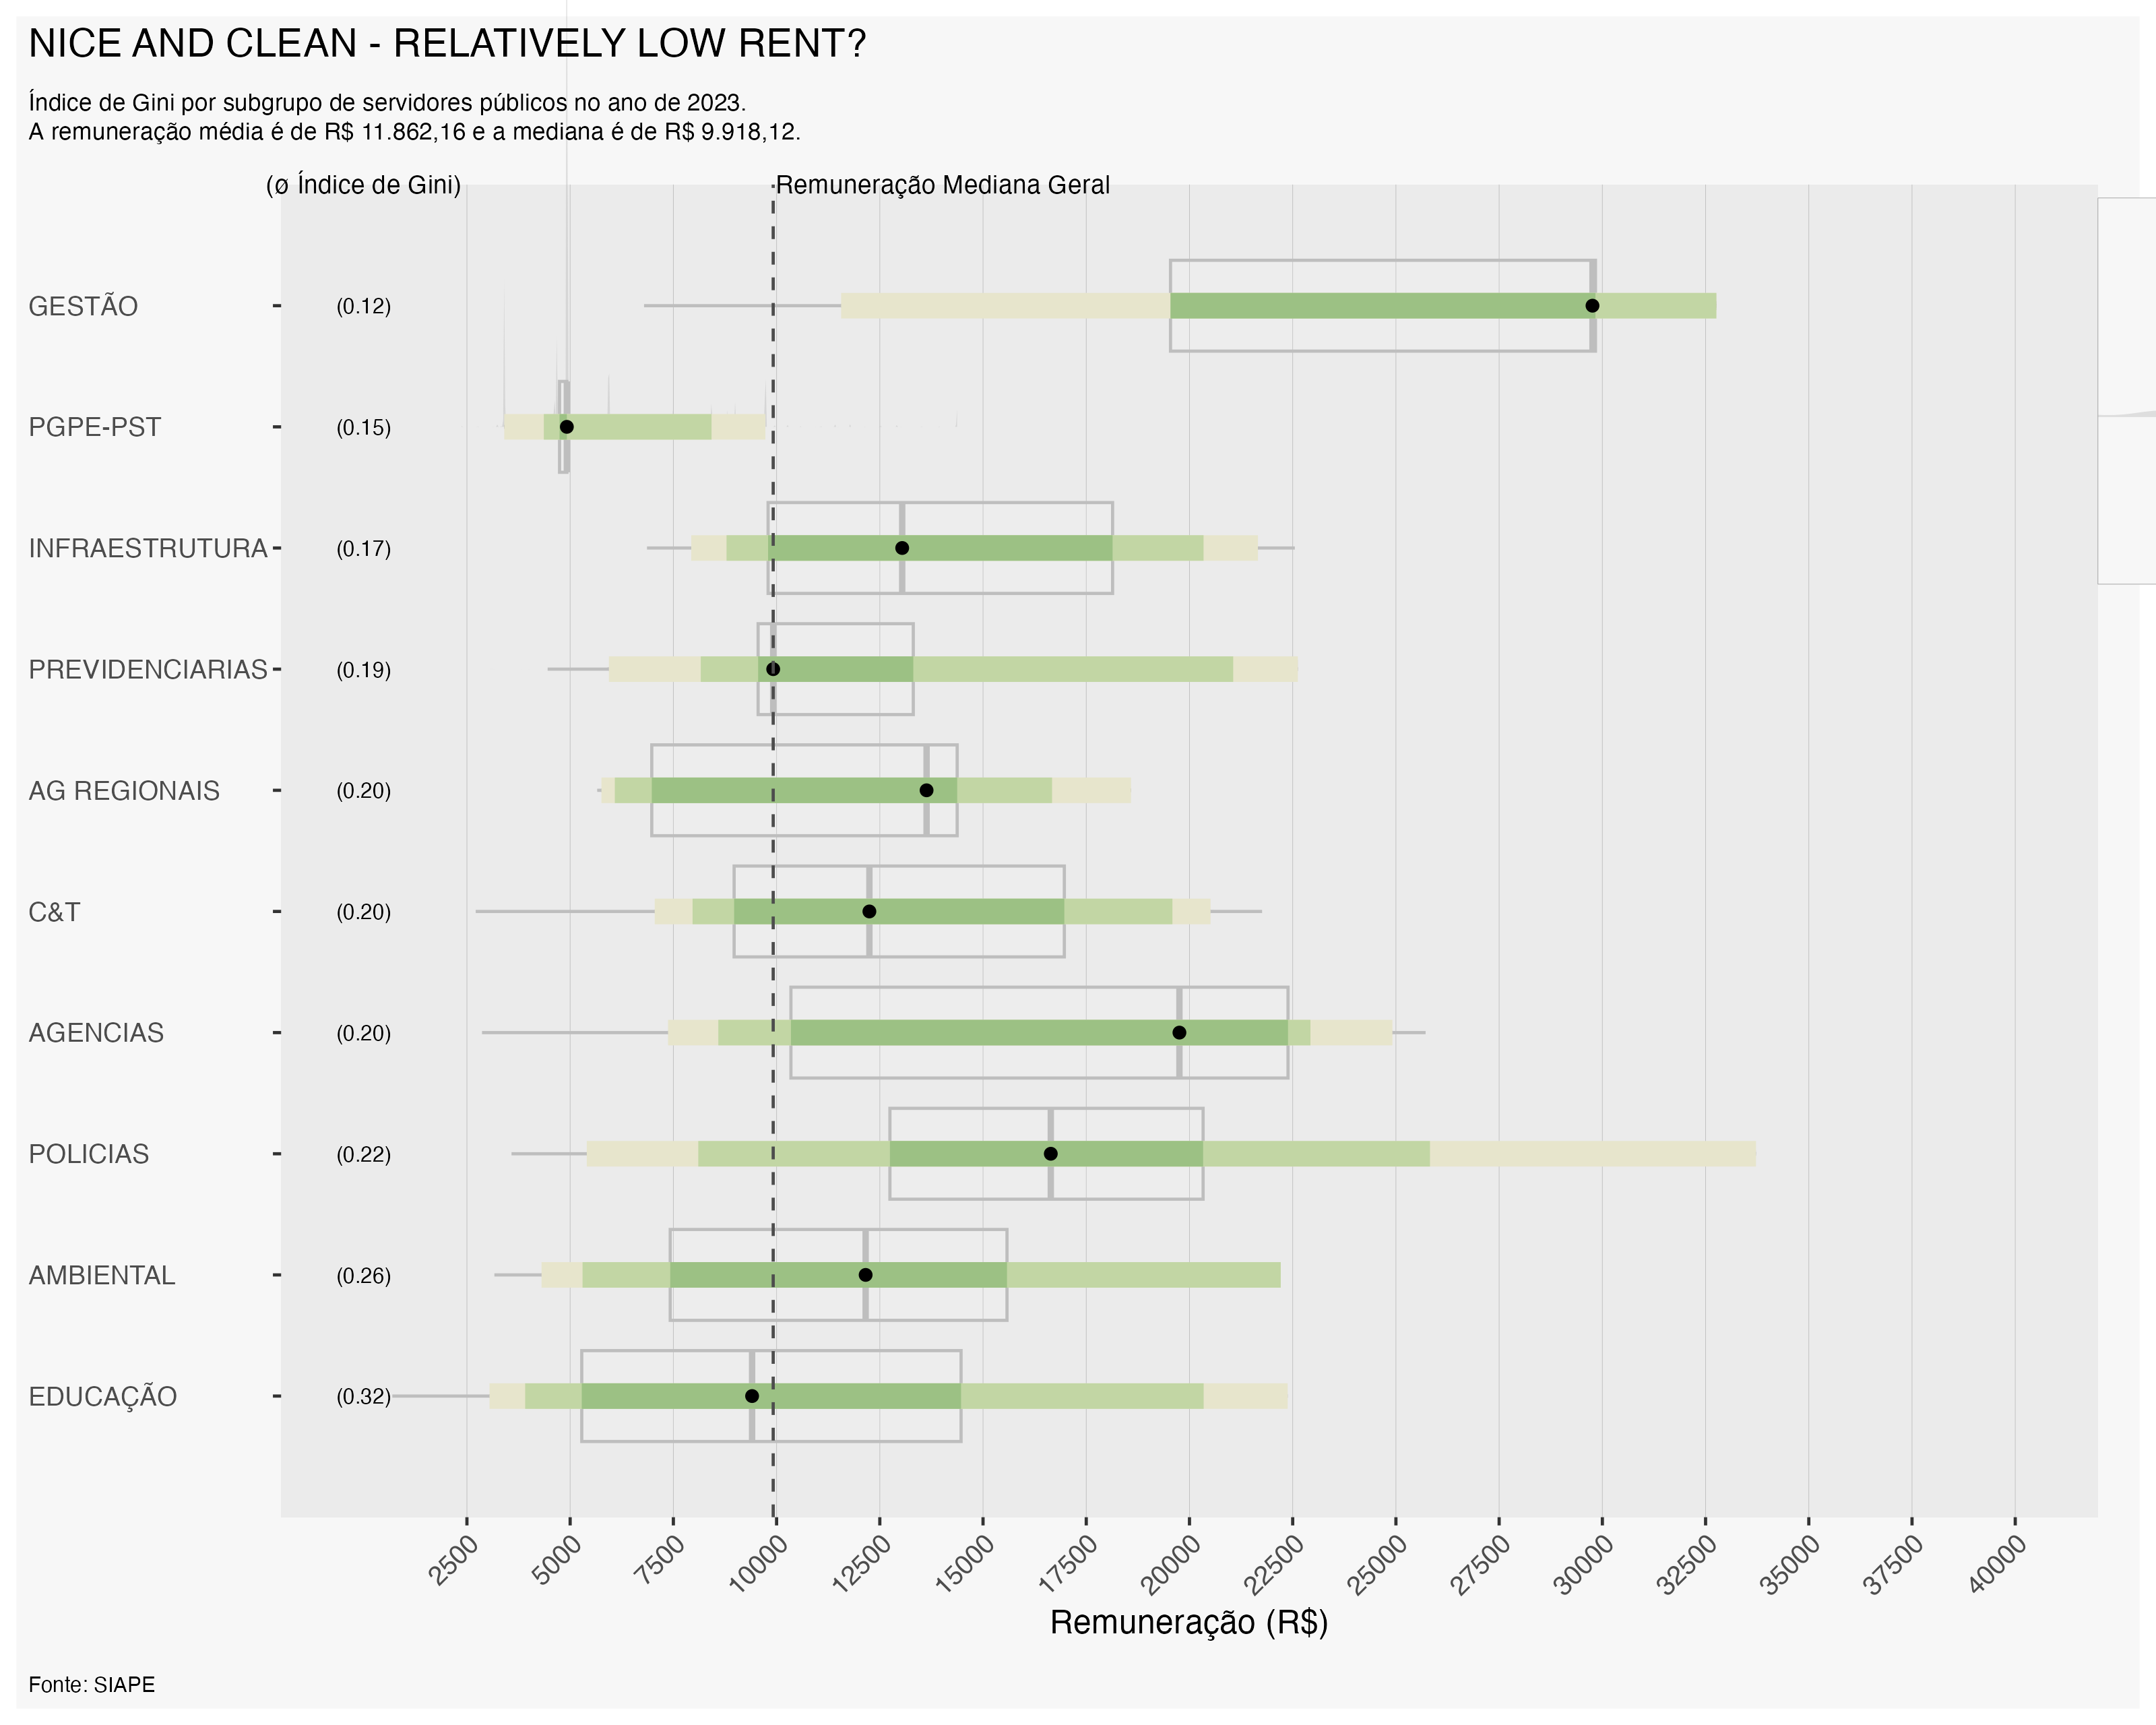 NICE AND CLEAN - RELATIVELY LOW RENT?
Índice de Gini por subgrupo de servidores públicos no ano de 2023.
A remuneração média é de R$ 11.862,16 e a mediana é de R$ 9.918,12.
(ø Índice de Gini)
Remuneração Mediana Geral
GESTÃO (0.12)
PGPE-PST (0.15)
INFRAESTRUTURA (0.17)
PREVIDENCIARIAS (0.19)
AG REGIONAIS (0.20)
C&T (0.20)
AGENCIAS (0.20)
POLICIAS (0.22)
AMBIENTAL (0.26)
EDUCAÇÃO (0.32)
2500 5000 7500 10000 12500 15000 17500 20000 22500 25000 27500 30000 32500 35000 37500 40000
Remuneração (R$)
Fonte: SIAPE